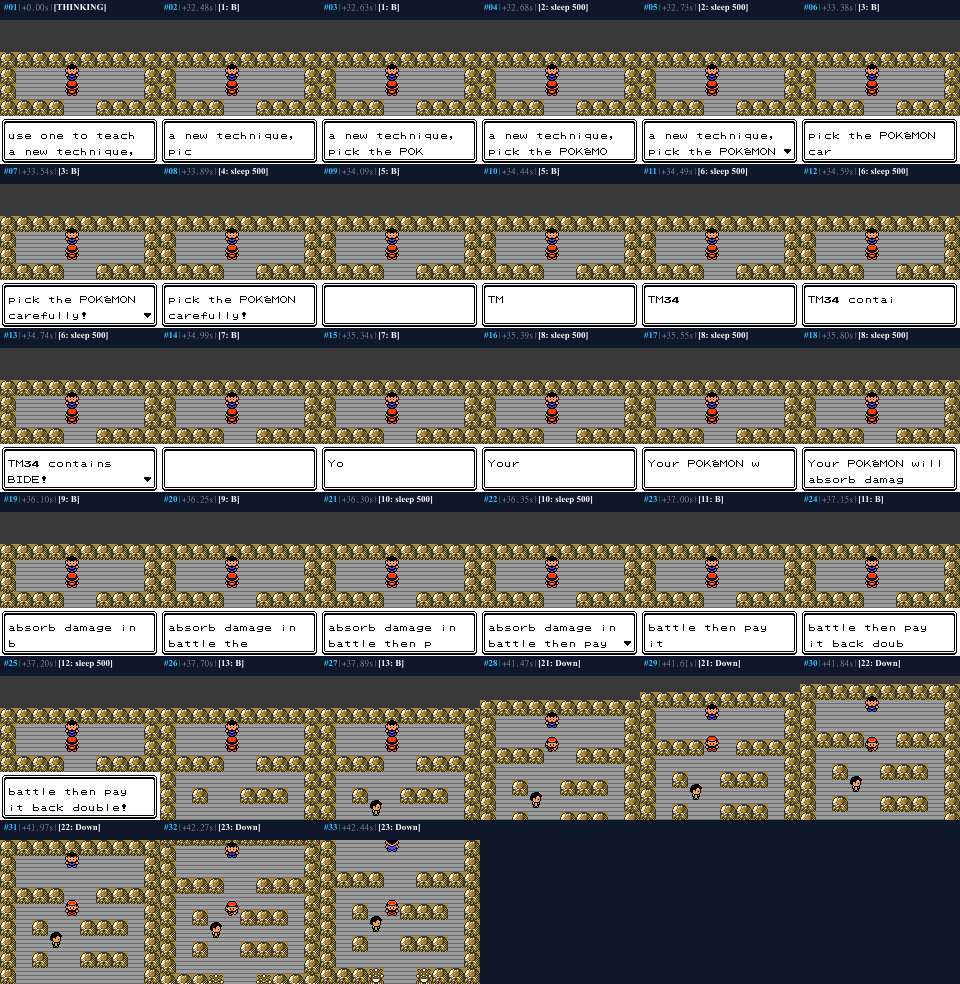 #01|+0.00s|[THINKING]
#02|+32.48s|[1: B]
#03|+32.63s|[1: B]
#04|+32.68s|[2: sleep 500]
#05|+32.73s|[2: sleep 500]
#06|+33.38s|[3: B]
use one to teach
a new technique,
a new technique,
pic
a new technique,
pick the POK
a new technique,
pick the POKéMO
a new technique,
pick the POKéMON ▼
pick the POKéMON
car
#07|+33.54s|[3: B]
#08|+33.89s|[4: sleep 500]
#09|+34.09s|[5: B]
#10|+34.44s|[5: B]
#11|+34.49s|[6: sleep 500]
#12|+34.59s|[6: sleep 500]
pick the POKéMON
carefully! ▼
pick the POKéMON
carefully!
TM
TM34
TM34 contai
#13|+34.74s|[6: sleep 500]
#14|+34.99s|[7: B]
#15|+35.34s|[7: B]
#16|+35.39s|[8: sleep 500]
#17|+35.55s|[8: sleep 500]
#18|+35.80s|[8: sleep 500]
TM34 contains
BIDE! ▼
Yo
Your
Your POKéMON w
Your POKéMON will
absorb damag
#19|+36.10s|[9: B]
#20|+36.25s|[9: B]
#21|+36.30s|[10: sleep 500]
#22|+36.35s|[10: sleep 500]
#23|+37.00s|[11: B]
#24|+37.15s|[11: B]
absorb damage in
b
absorb damage in
battle the
absorb damage in
battle then p
absorb damage in
battle then pay ▼
battle then pay
it
battle then pay
it back doub
#25|+37.20s|[12: sleep 500]
#26|+37.70s|[13: B]
#27|+37.89s|[13: B]
#28|+41.47s|[21: Down]
#29|+41.61s|[21: Down]
#30|+41.84s|[22: Down]
battle then pay
it back double!
#31|+41.97s|[22: Down]
#32|+42.27s|[23: Down]
#33|+42.44s|[23: Down]